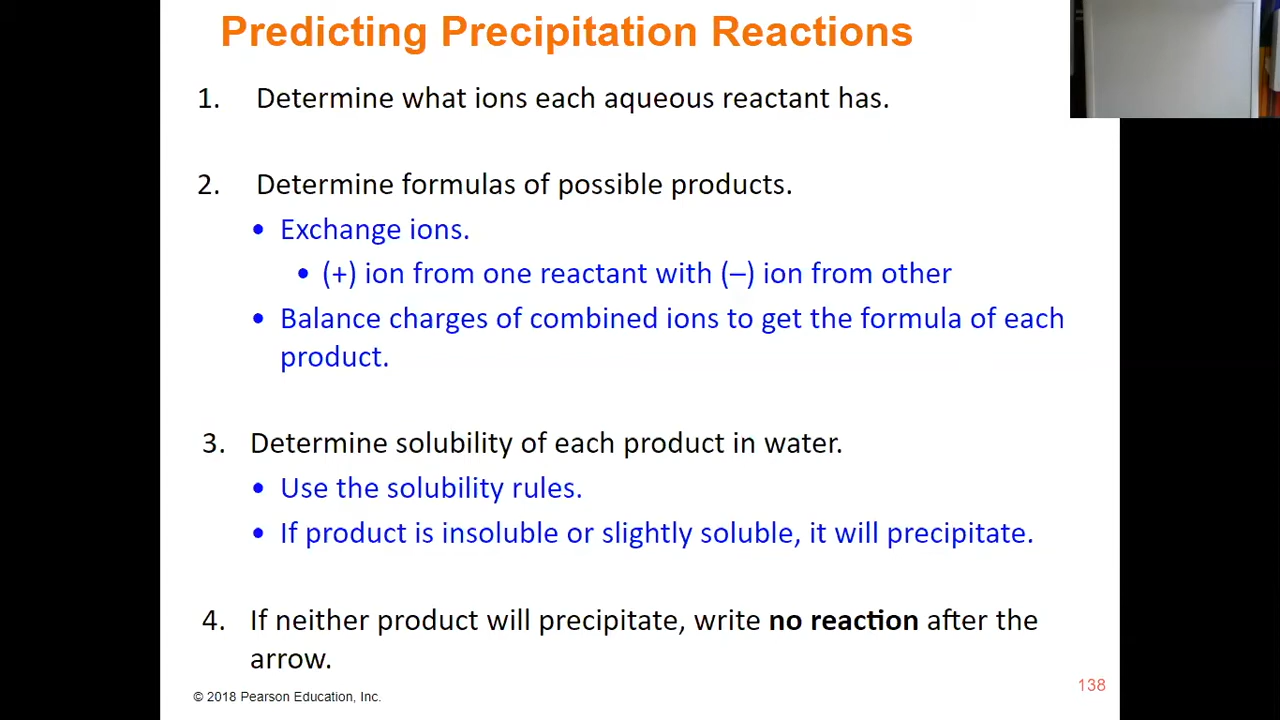 Predicting Precipitation Reactions
1. Determine what ions each aqueous reactant has.
2. Determine formulas of possible products.
• Exchange ions.
• (+) ion from one reactant with (–) ion from other
• Balance charges of combined ions to get the formula of each
product.
3. Determine solubility of each product in water.
• Use the solubility rules.
• If product is insoluble or slightly soluble, it will precipitate.
4. If neither product will precipitate, write no reaction after the
arrow.
© 2018 Pearson Education, Inc.
138